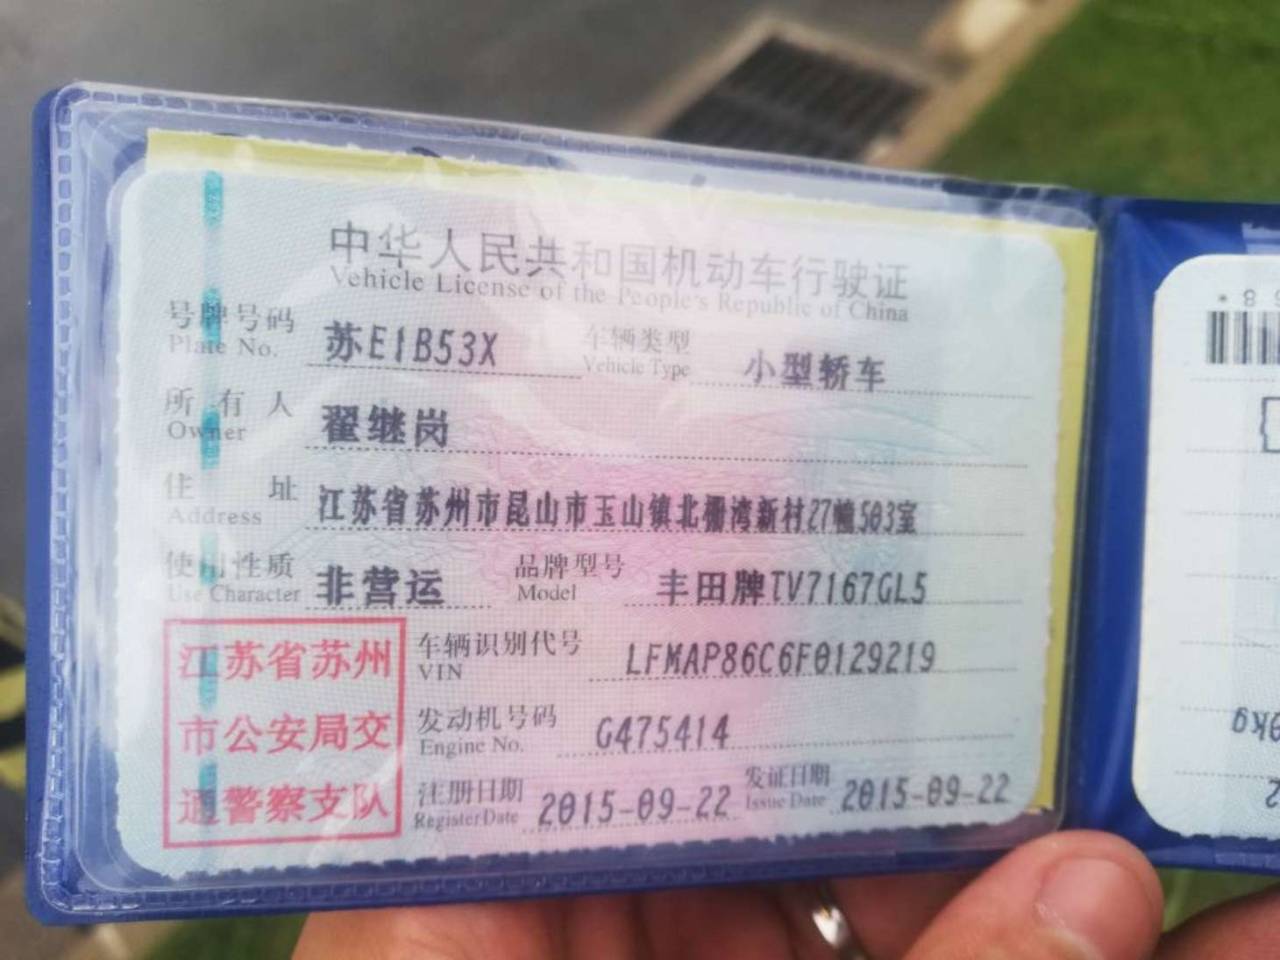 中华人民共和国机动车行驶证
Vehicle License of the People's Republic of China
号牌号码 苏E1B53X 车辆类型 小型轿车
Plate No. Vehicle Type
所有人 翟继岗
Owner
住址 江苏省苏州市昆山市玉山镇北栅湾新村27幢503室
Address
使用性质 非营运 品牌型号 丰田牌TV7167GL5
Use Character Model
江苏省苏州
市公安局交
通警察支队
车辆识别代号 LFMAP86C6F0129219
VIN
发动机号码 G475414
Engine No.
注册日期 2015-09-22 发证日期 2015-09-22
Register Date Issue Date